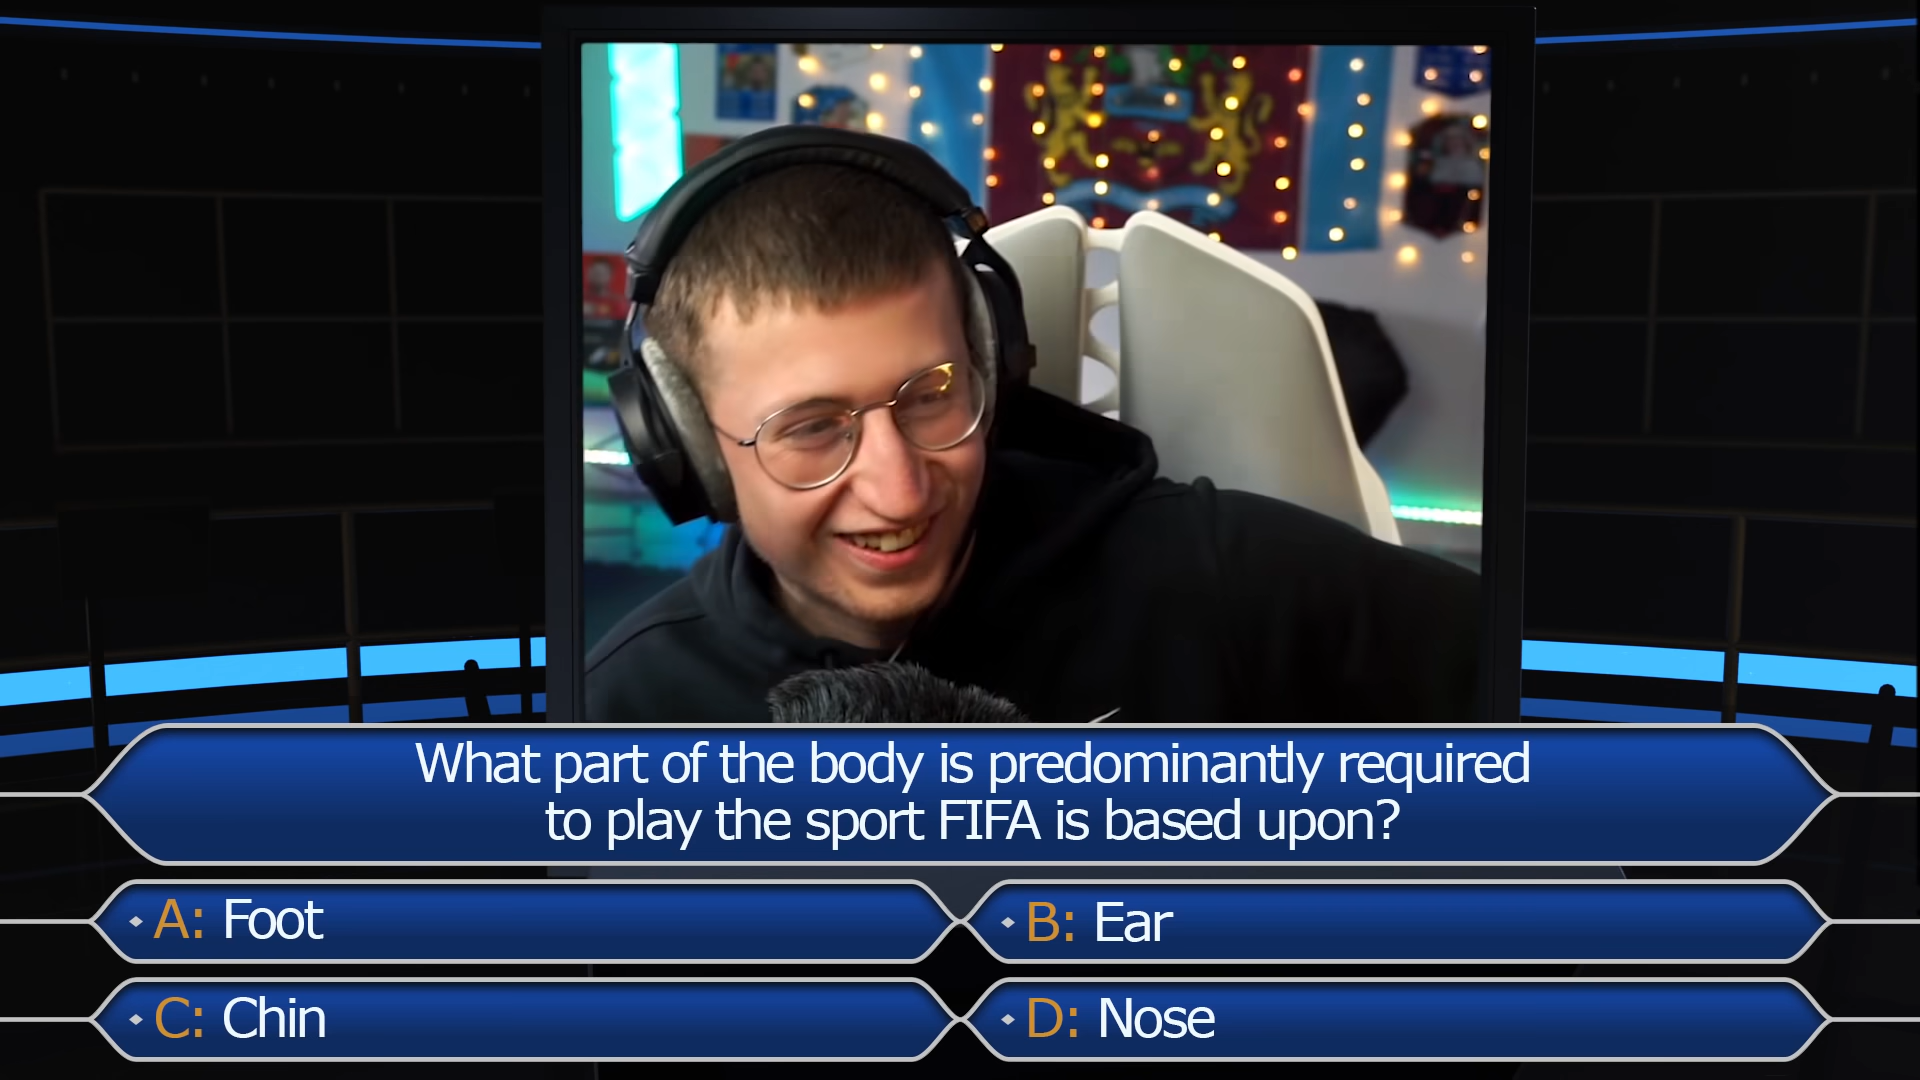 What part of the body is predominantly required
to play the sport FIFA is based upon?
A: Foot
B: Ear
C: Chin
D: Nose